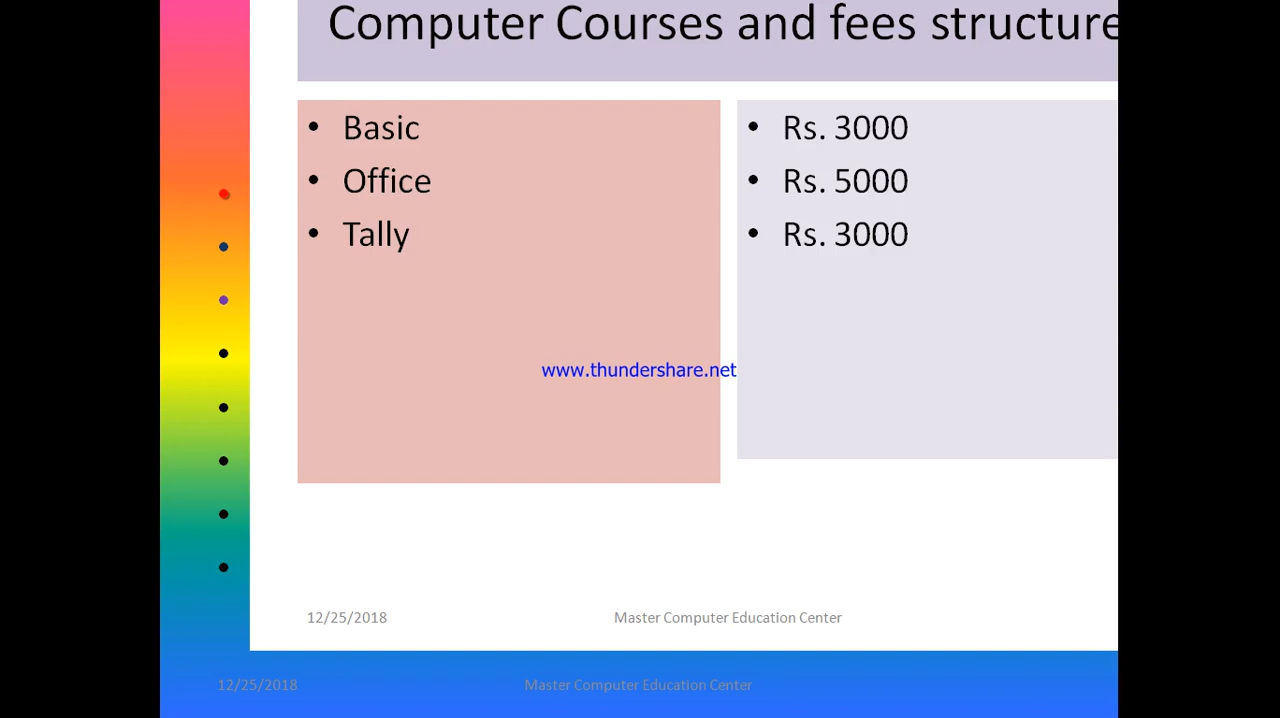 Computer Courses and fees structure
• Basic
• Office
• Tally
• Rs. 3000
• Rs. 5000
• Rs. 3000
www.thundershare.net
12/25/2018
Master Computer Education Center
12/25/2018
Master Computer Education Center